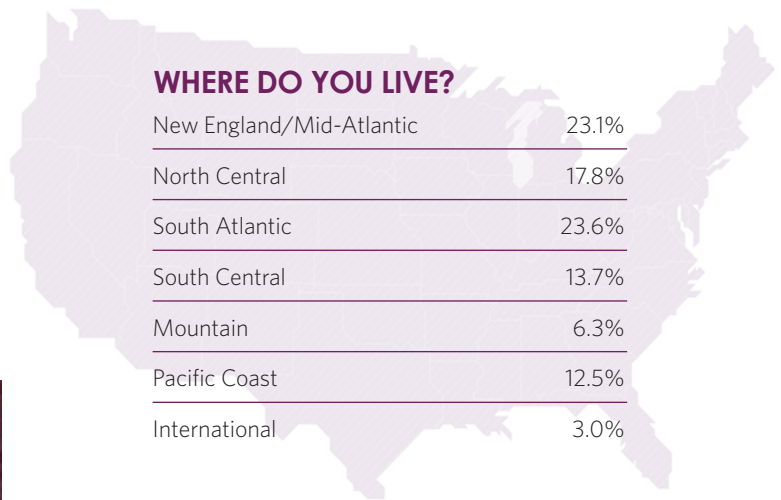 WHERE DO YOU LIVE?
New England/Mid-Atlantic 23.1%
North Central 17.8%
South Atlantic 23.6%
South Central 13.7%
Mountain 6.3%
Pacific Coast 12.5%
International 3.0%